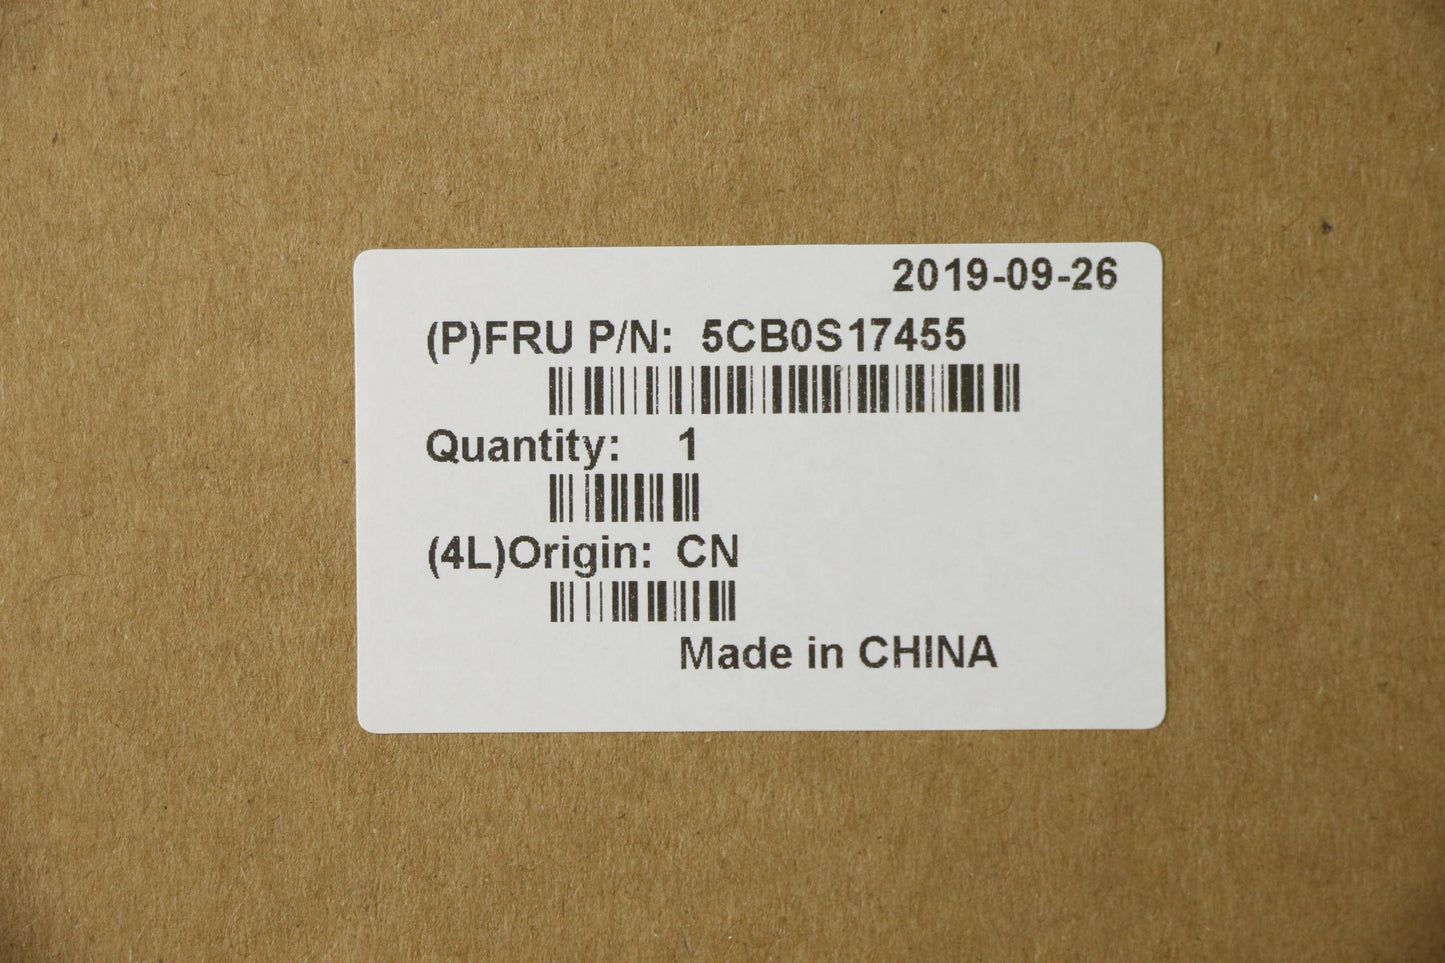 2019-09-26
(P)FRU P/N: 5CB0S17455
Quantity: 1
(4L)Origin: CN
Made in CHINA